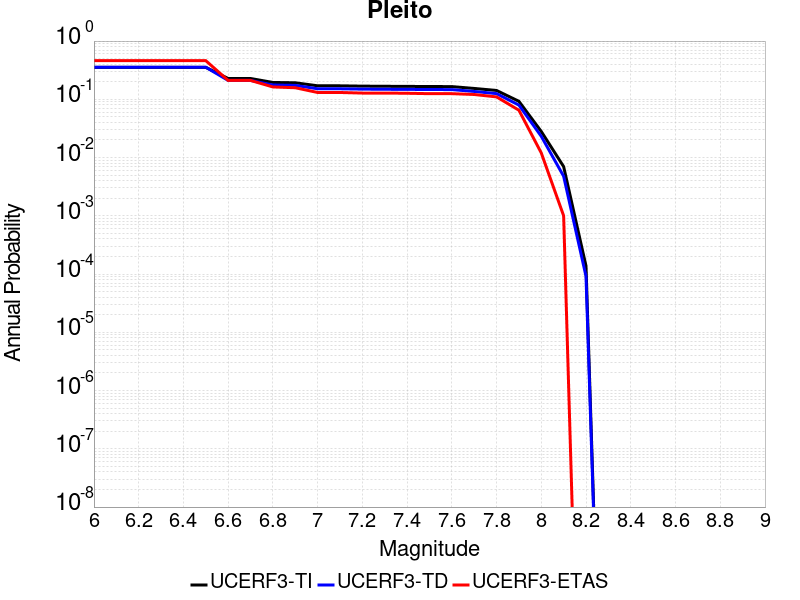 Pleito
10 0
10 -1
10 -2
10 -3
10 -4
10 -5
10 -6
10 -7
10 -8
Annual Probability
6 6.2 6.4 6.6 6.8 7 7.2 7.4 7.6 7.8 8 8.2 8.4 8.6 8.8 9
Magnitude
UCERF3-TI UCERF3-TD UCERF3-ETAS